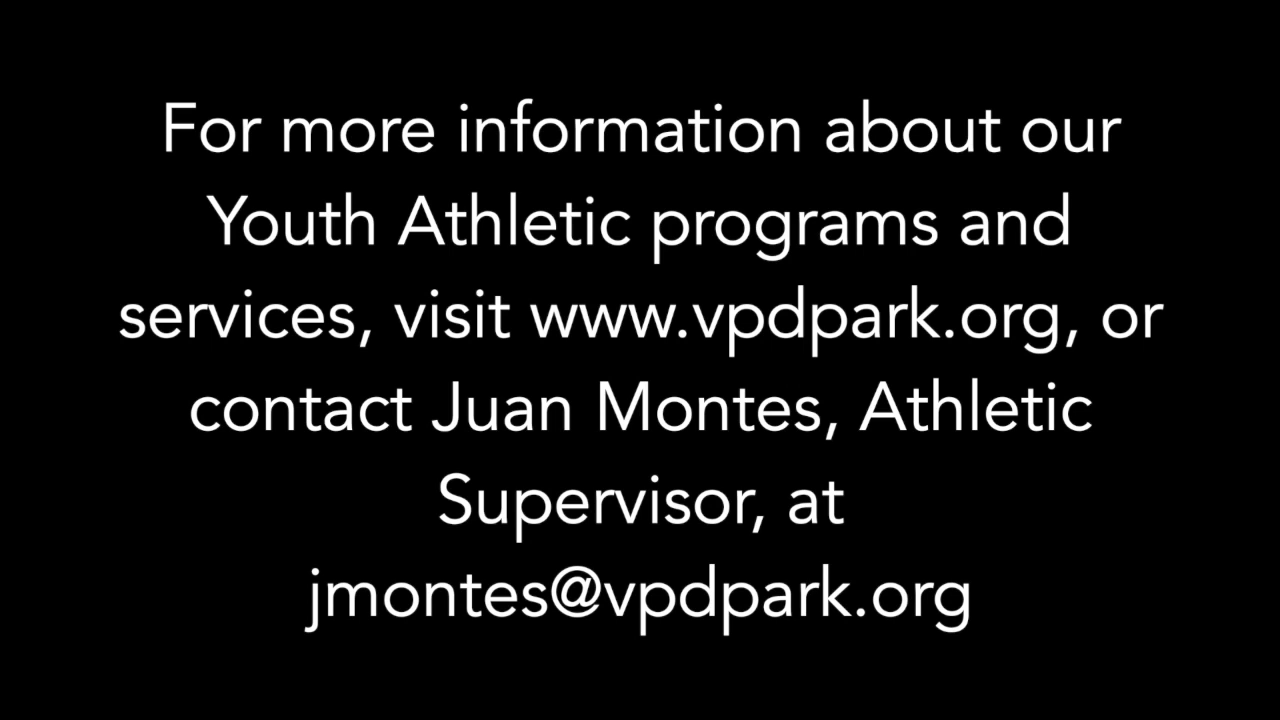 For more information about our
Youth Athletic programs and
services, visit www.vpdpark.org, or
contact Juan Montes, Athletic
Supervisor, at
jmontes@vpdpark.org